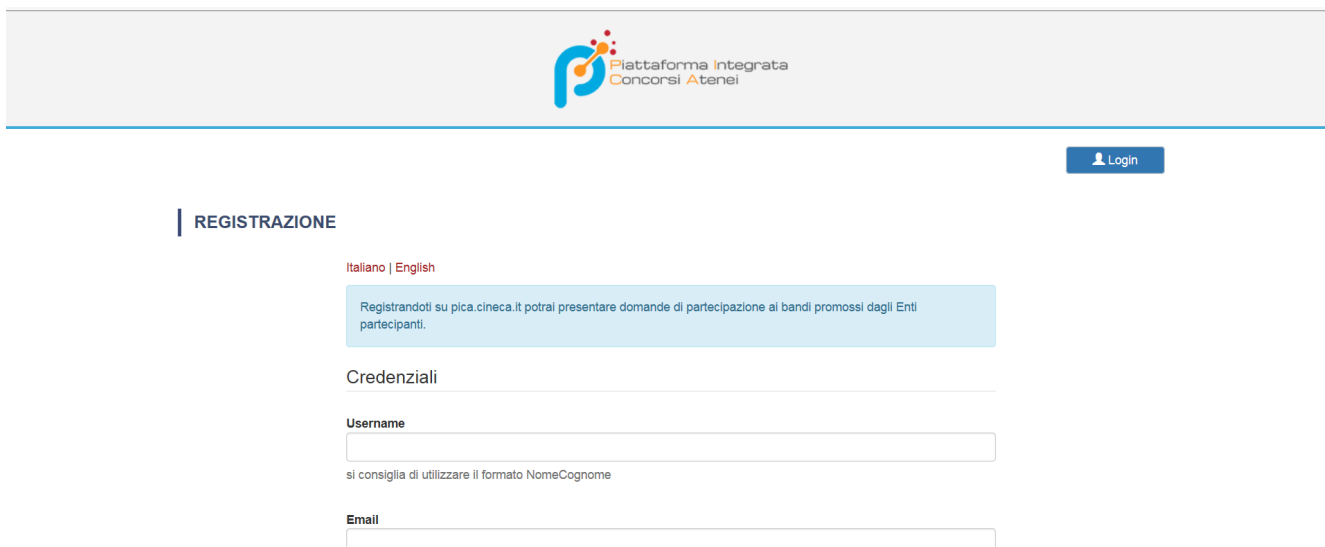 Piattaforma Integrata
Concorsi Atenei
Login
REGISTRAZIONE
Italiano | English
Registrandoti su pica.cineca.it potrai presentare domande di partecipazione ai bandi promossi dagli Enti
partecipanti.
Credenziali
Username
si consiglia di utilizzare il formato NomeCognome
Email